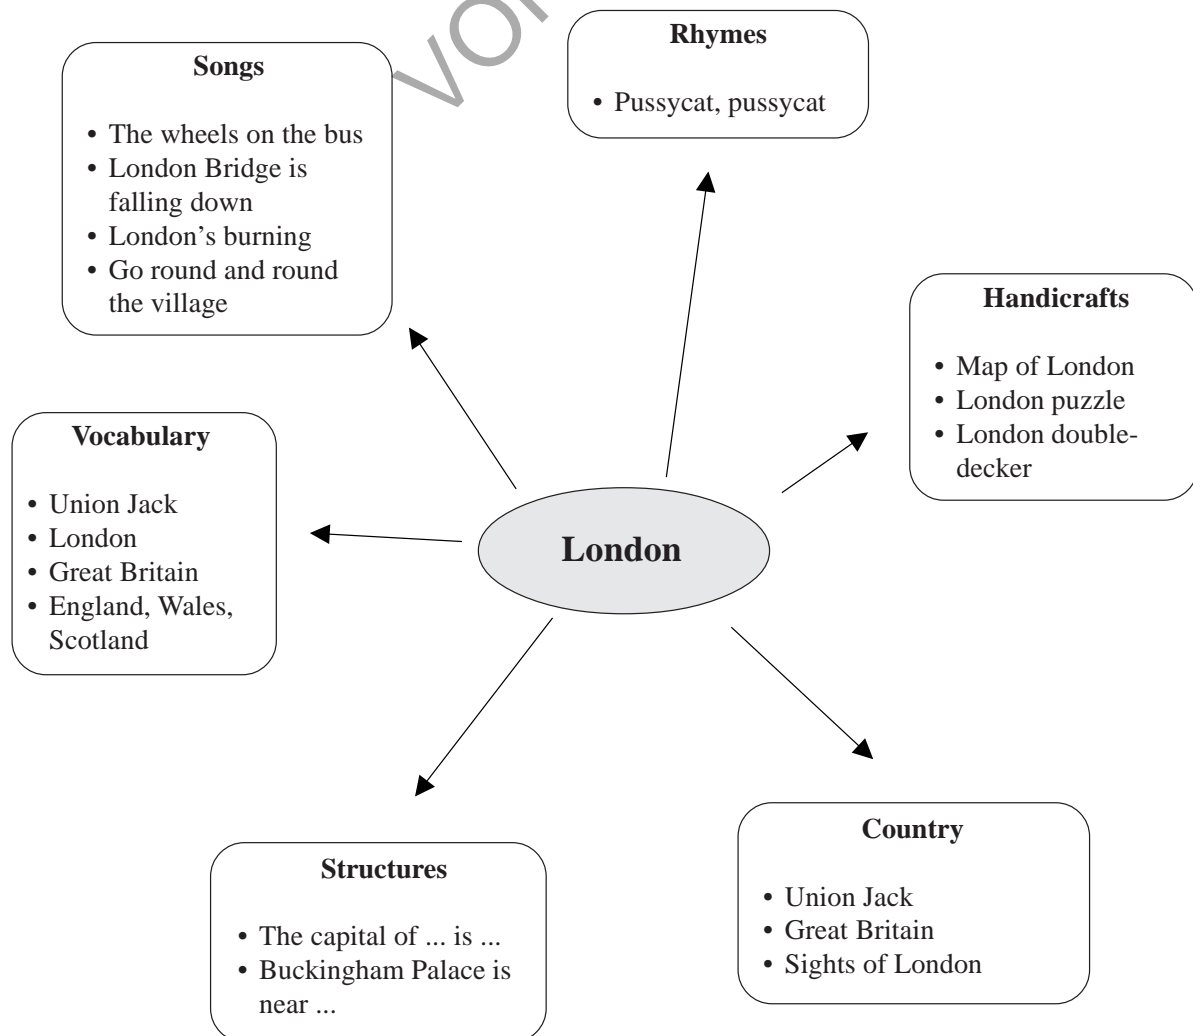 Songs
• The wheels on the bus
• London Bridge is
falling down
• London's burning
• Go round and round
the village
Rhymes
• Pussycat, pussycat
Handicrafts
• Map of London
• London puzzle
• London double-
decker
Vocabulary
• Union Jack
• London
• Great Britain
• England, Wales,
Scotland
London
Structures
• The capital of ... is ...
• Buckingham Palace is
near ...
Country
• Union Jack
• Great Britain
• Sights of London